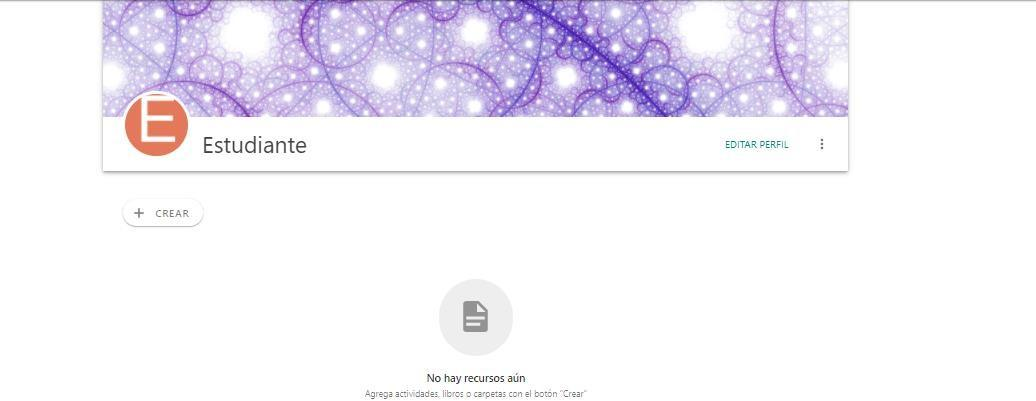 E
Estudiante
EDITAR PERFIL
CREAR
No hay recursos aún
Agrega actividades, libros o carpetas con el botón "Crear"